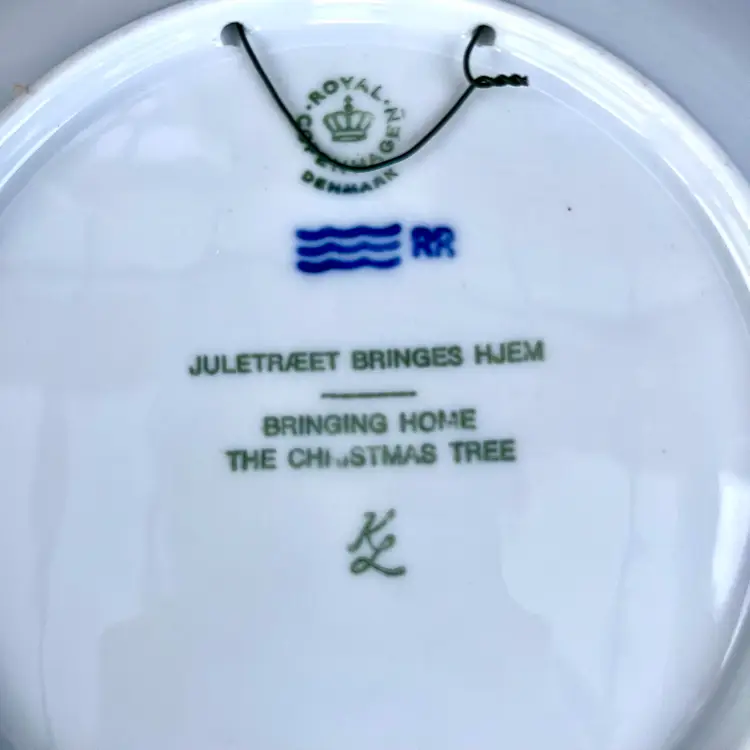 ROYAL
COPENHAGEN
DENMARK
RR
JULETRÆET BRINGES HJEM
BRINGING HOME
THE CHRISTMAS TREE
KL